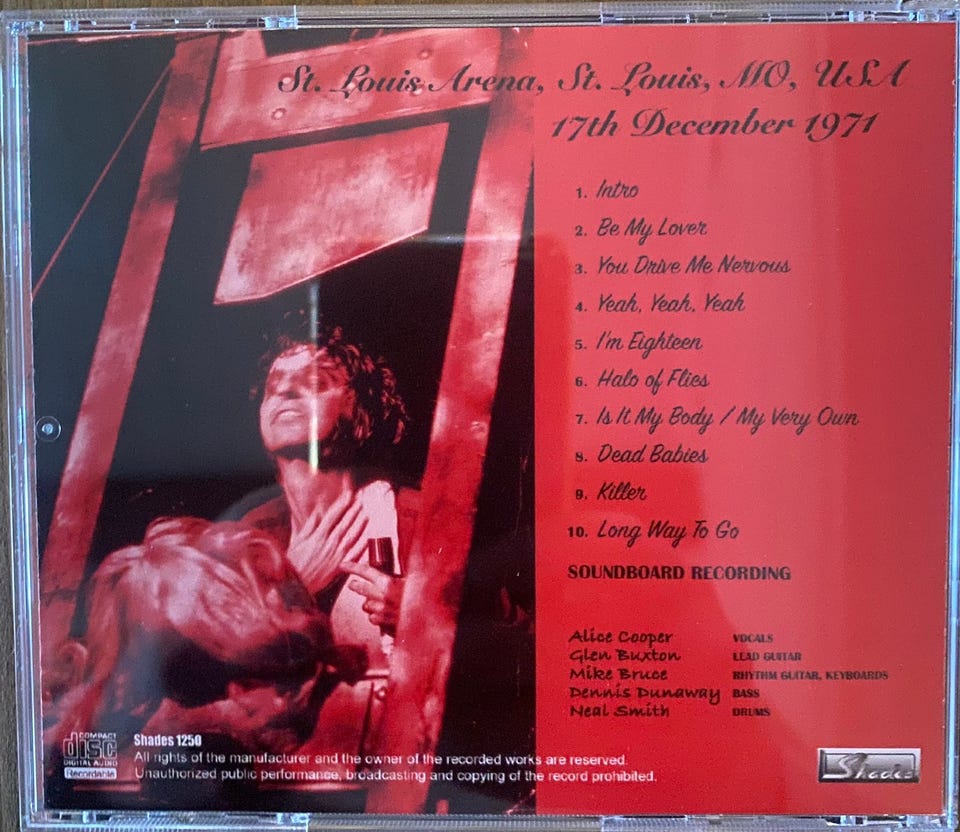 St. Louis Arena, St. Louis, MO, USA
17th December 1971
1. Intro
2. Be My Lover
3. You Drive Me Nervous
4. Yeah, Yeah, Yeah
5. I'm Eighteen
6. Halo of Flies
7. Is It My Body / My Very Own
8. Dead Babies
9. Killer
10. Long Way To Go
SOUNDBOARD RECORDING
Alice Cooper VOCALS
Glen Buxton LEAD GUITAR
Mike Bruce RHYTHM GUITAR, KEYBOARDS
Dennis Dunaway BASS
Neal Smith DRUMS
COMPACT
disc
DIGITAL AUDIO
Recordable
Shades 1250
All rights of the manufacturer and the owner of the recorded works are reserved.
Unauthorized public performance, broadcasting and copying of the record prohibited.
Shades